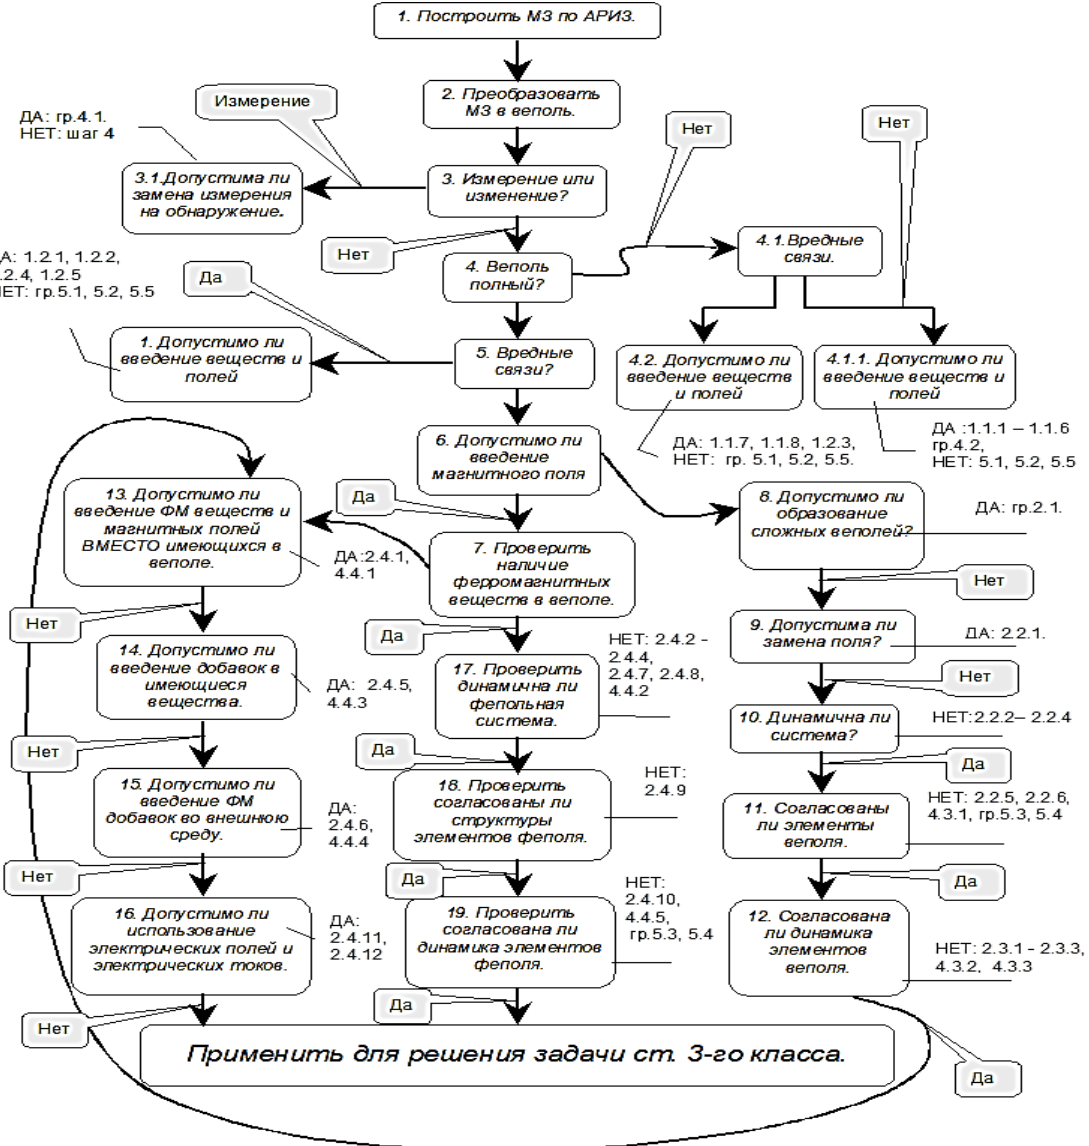 1. Построить МЗ по АРИЗ.
2. Преобразовать
МЗ в веполь.
Измерение
ДА: гр.4.1.
НЕТ: шаг 4
Нет
Нет
3.1.Допустима ли
замена измерения
на обнаружение.
3. Измерение или
изменение?
Нет
4.1.Вредные
связи.
4. Веполь
полный?
А: 1.2.1, 1.2.2,
.2.4, 1.2.5
НЕТ: гр.5.1, 5.2, 5.5
Да
1. Допустимо ли
введение веществ и
полей
5. Вредные
связи?
4.2. Допустимо ли
введение веществ
и полей
4.1.1. Допустимо ли
введение веществ и
полей
ДА: 1.1.7, 1.1.8, 1.2.3,
НЕТ: гр. 5.1, 5.2, 5.5.
ДА :1.1.1 – 1.1.6
гр.4.2,
НЕТ: 5.1, 5.2, 5.5
6. Допустимо ли
введение
магнитного поля
Да
13. Допустимо ли
введение ФМ веществ и
магнитных полей
ВМЕСТО имеющихся в
веполе.
ДА:2.4.1,
4.4.1
7. Проверить
наличие
ферромагнитных
веществ в веполе.
8. Допустимо ли
образование
сложных веполей?
ДА: гр.2.1.
Нет
Нет
Да
9. Допустима ли
замена поля?
ДА: 2.2.1.
14. Допустимо ли
введение добавок в
имеющиеся
вещества.
ДА: 2.4.5,
4.4.3
17. Проверить
динамична ли
фепольная
система.
НЕТ: 2.4.2 -
2.4.4,
2.4.7, 2.4.8,
4.4.2
Нет
10. Динамична ли
система?
НЕТ:2.2.2– 2.2.4
Нет
Да
Да
15. Допустимо ли
введение ФМ
добавок во внешнюю
среду.
ДА:
2.4.6,
4.4.4
18. Проверить
согласованы ли
структуры
элементов феполя.
НЕТ:
2.4.9
11. Согласованы
ли элементы
веполя.
НЕТ: 2.2.5, 2.2.6,
4.3.1, гр.5.3, 5.4
Нет
Да
Да
16. Допустимо ли
использование
электрических полей и
электрических токов.
ДА:
2.4.11,
2.4.12
19. Проверить
согласована ли
динамика элементов
феполя.
НЕТ:
2.4.10,
4.4.5,
гр.5.3, 5.4
12. Согласована
ли динамика
элементов
веполя.
НЕТ: 2.3.1 - 2.3.3,
4.3.2, 4.3.3
Нет
Да
Применить для решения задачи ст. 3-го класса.
Да